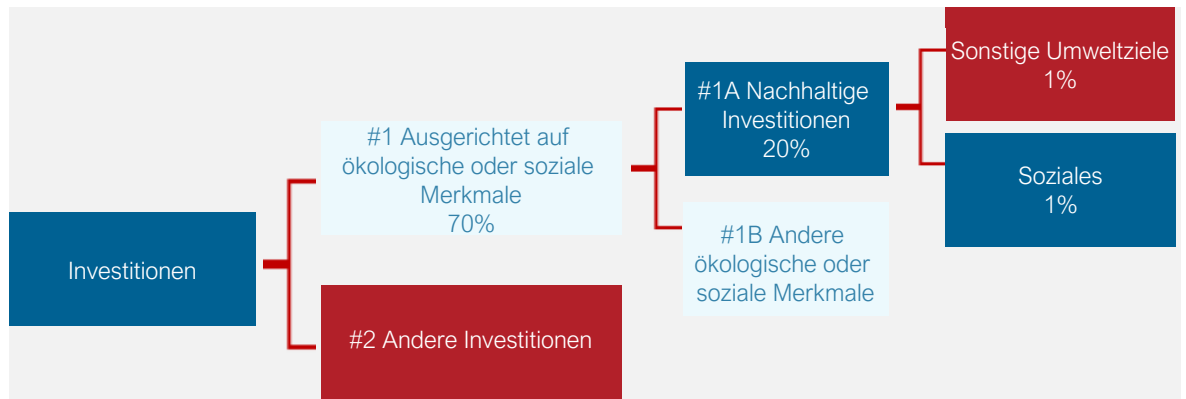 Investitionen
#1 Ausgerichtet auf
ökologische oder soziale
Merkmale
70%
#2 Andere Investitionen
#1A Nachhaltige
Investitionen
20%
#1B Andere
ökologische oder
soziale Merkmale
Sonstige Umweltziele
1%
Soziales
1%